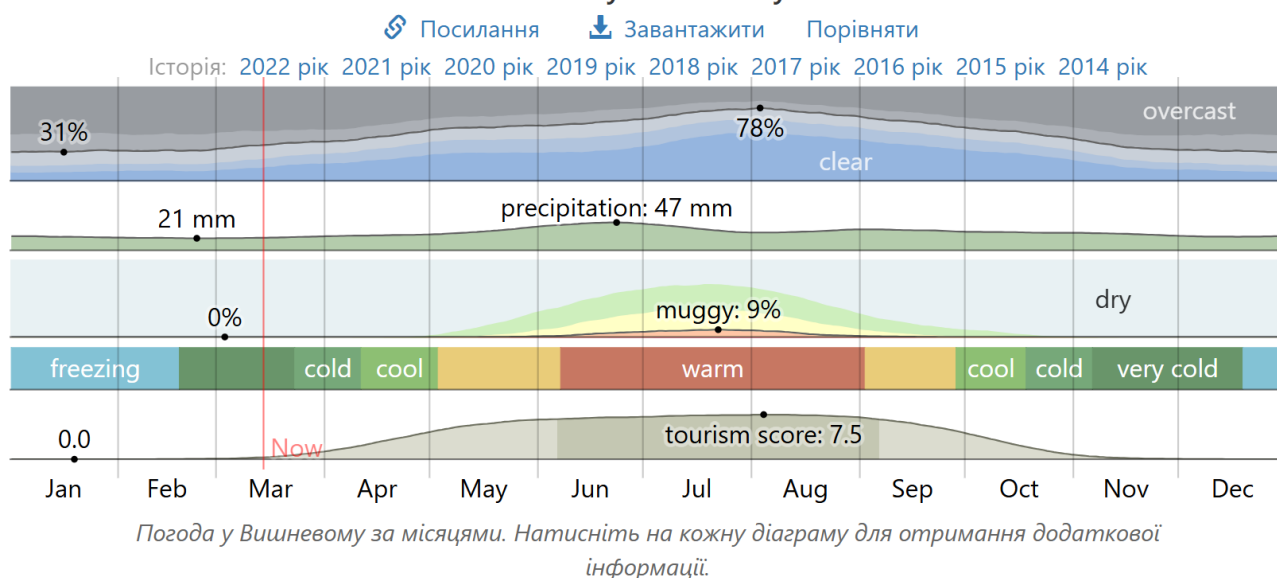 Посилання Завантажити Порівняти
Історія: 2022 рік 2021 рік 2020 рік 2019 рік 2018 рік 2017 рік 2016 рік 2015 рік 2014 рік
overcast
31%
78%
clear
21 mm
precipitation: 47 mm
dry
muggy: 9%
0%
freezing cold cool warm cool cold very cold
0.0
tourism score: 7.5
Now
Jan Feb Mar Apr May Jun Jul Aug Sep Oct Nov Dec
Погода у Вишневому за місяцями. Натисніть на кожну діаграму для отримання додаткової
інформації.